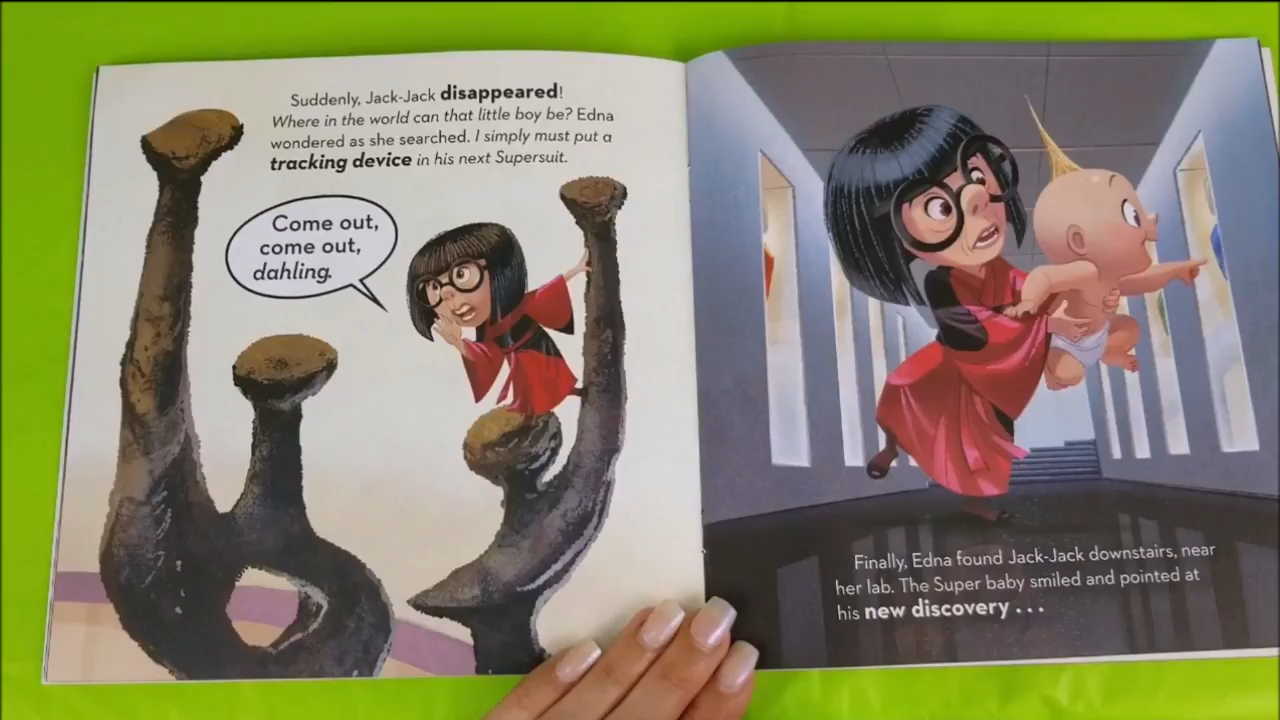 Suddenly, Jack-Jack disappeared!
Where in the world can that little boy be? Edna
wondered as she searched. I simply must put a
tracking device in his next Supersuit.
Come out,
come out,
dahling.
Finally, Edna found Jack-Jack downstairs, near
her lab. The Super baby smiled and pointed at
his new discovery . . .